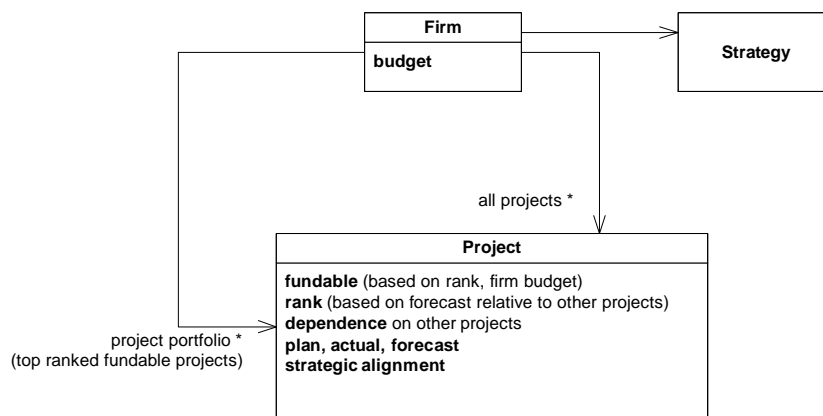 Firm
budget
Strategy
all projects *
Project
fundable (based on rank, firm budget)
rank (based on forecast relative to other projects)
dependence on other projects
plan, actual, forecast
strategic alignment
project portfolio *
(top ranked fundable projects)